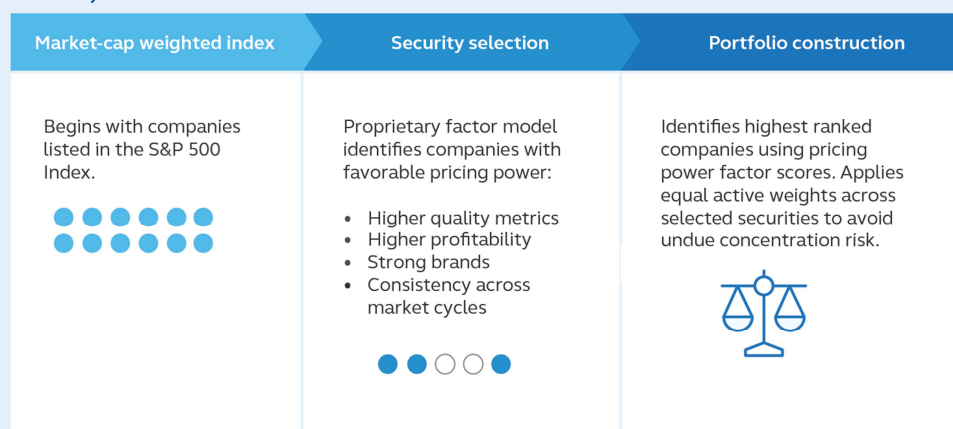 Market-cap weighted index
Security selection
Portfolio construction
Begins with companies
listed in the S&P 500
Index.
Proprietary factor model
identifies companies with
favorable pricing power:
• Higher quality metrics
• Higher profitability
• Strong brands
• Consistency across
market cycles
Identifies highest ranked
companies using pricing
power factor scores. Applies
equal active weights across
selected securities to avoid
undue concentration risk.